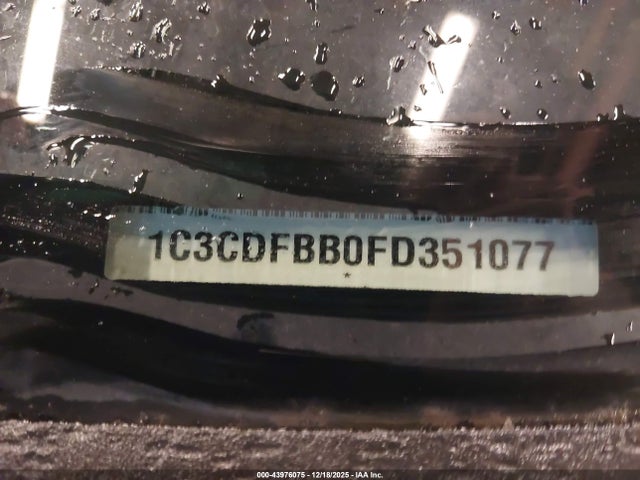 1C3CDFBB0FD351077
*
000-43976075 - 12/18/2025 - IAA Inc.